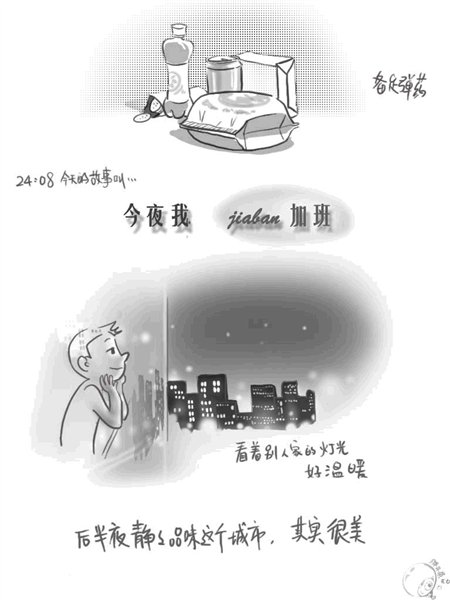 备足弹药
24:08 今天的故事叫...
今夜我 jiaban 加班
看着别人家的灯光
好温暖
后半夜静静品味这个城市，其实很美